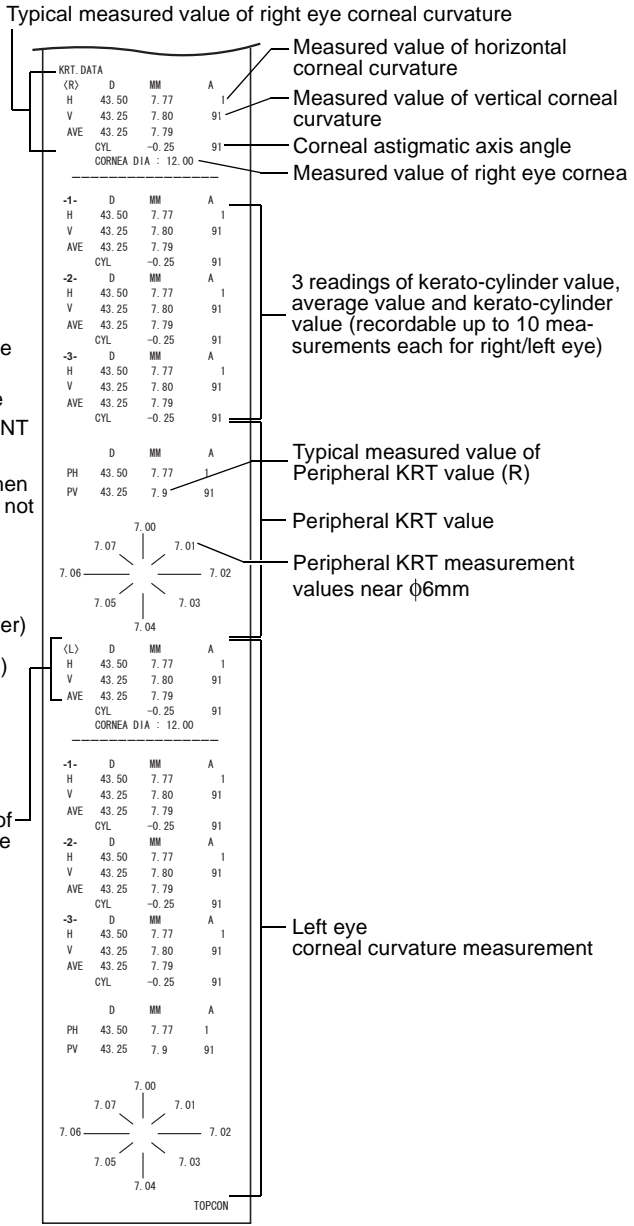 Typical measured value of right eye corneal curvature
KRT.DATA
Measured value of horizontal
corneal curvature
Measured value of vertical corneal
curvature
Corneal astigmatic axis angle
Measured value of right eye cornea
〈R〉 D MM A
H 43.50 7.77 1
V 43.25 7.80 91
AVE 43.25 7.79
CYL -0.25 91
CORNEA DIA : 12.00
-1- D MM A
H 43.50 7.77 1
V 43.25 7.80 91
AVE 43.25 7.79
CYL -0.25 91
-2- D MM A
H 43.50 7.77 1
V 43.25 7.80 91
AVE 43.25 7.79
CYL -0.25 91
-3- D MM A
H 43.50 7.77 1
V 43.25 7.80 91
AVE 43.25 7.79
CYL -0.25 91
3 readings of kerato-cylinder value,
average value and kerato-cylinder
value (recordable up to 10 mea-
surements each for right/left eye)
e
e
NT
D MM A
PH 43.50 7.77 1
PV 43.25 7.9 91
Typical measured value of
Peripheral KRT value (R)
not
Peripheral KRT value
7.00
7.07 7.01
7.06 7.02
7.05 7.03
7.04
Peripheral KRT measurement
values near ϕ6mm
er)
)
〈L〉 D MM A
H 43.50 7.77 1
V 43.25 7.80 91
AVE 43.25 7.79
CYL -0.25 91
CORNEA DIA : 12.00
-1- D MM A
H 43.50 7.77 1
V 43.25 7.80 91
AVE 43.25 7.79
CYL -0.25 91
of
e
-2- D MM A
H 43.50 7.77 1
V 43.25 7.80 91
AVE 43.25 7.79
CYL -0.25 91
-3- D MM A
H 43.50 7.77 1
V 43.25 7.80 91
AVE 43.25 7.79
CYL -0.25 91
Left eye
corneal curvature measurement
D MM A
PH 43.50 7.77 1
PV 43.25 7.9 91
7.00
7.07 7.01
7.06 7.02
7.05 7.03
7.04
TOPCON